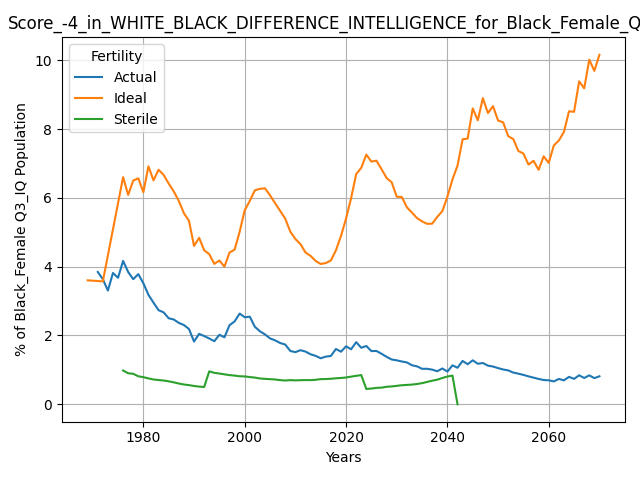 Score_-4_in_WHITE_BLACK_DIFFERENCE_INTELLIGENCE_for_Black_Female_Q
Fertility
Actual
Ideal
Sterile
% of Black_Female Q3_IQ Population
10
8
6
4
2
0
1980 2000 2020 2040 2060
Years